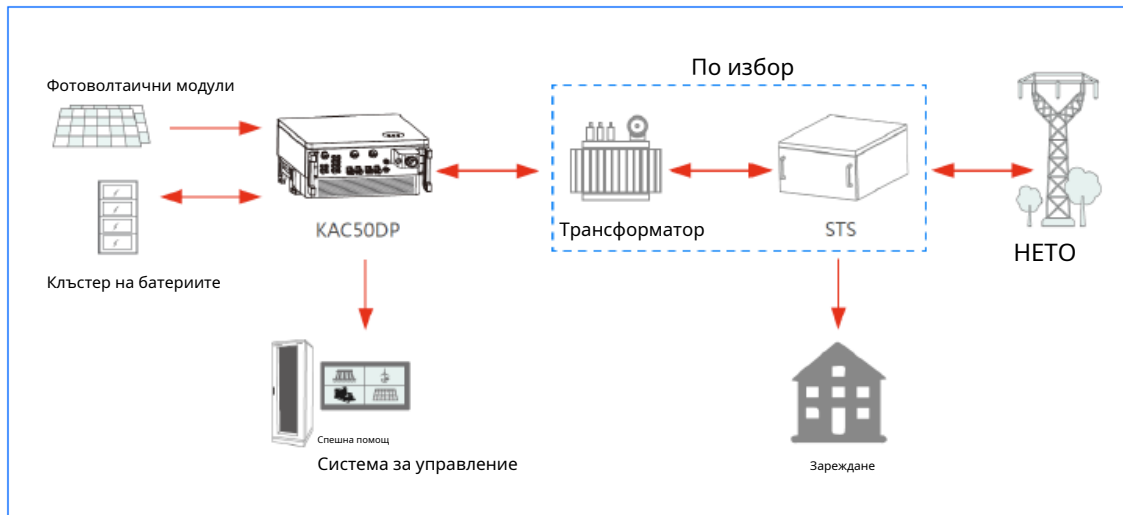 По избор
Фотоволтаични модули
KAC50DP
Трансформатор
STS
НЕТО
Клъстер на батериите
Спешна помощ
Система за управление
Зареждане